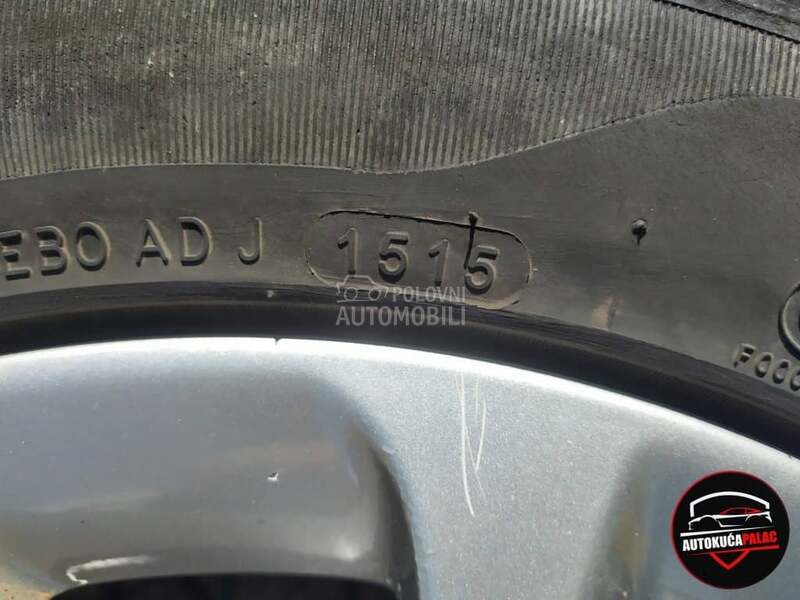 EBO AD J 1515
POLOVNI
AUTOMOBILI
AUTOKUĆAPALAC